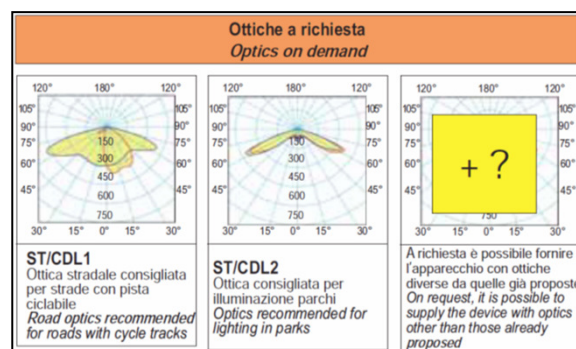 Ottiche a richiesta
Optics on demand
120° 180° 120°
105° 105°
90° 90°
75° 75°
60° 60°
45° 45°
30° 15° 0° 15° 30°
150
300
450
600
750
ST/CDL1
Ottica stradale consigliata
per strade con pista
ciclabile
Road optics recommended
for roads with cycle tracks
120° 180° 120°
105° 105°
90° 90°
75° 75°
60° 60°
45° 45°
30° 15° 0° 15° 30°
150
300
450
600
750
ST/CDL2
Ottica consigliata per
illuminazione parchi
Optics recommended for
lighting in parks
120° 180° 120°
105° 105°
90° 90°
75° 75°
60° 60°
45° 45°
30° 15° 0° 15° 30°
+ ?
750
A richiesta è possibile fornire
l'apparecchio con ottiche
diverse da quelle già proposte
On request, it is possible to
supply the device with optics
other than those already
proposed